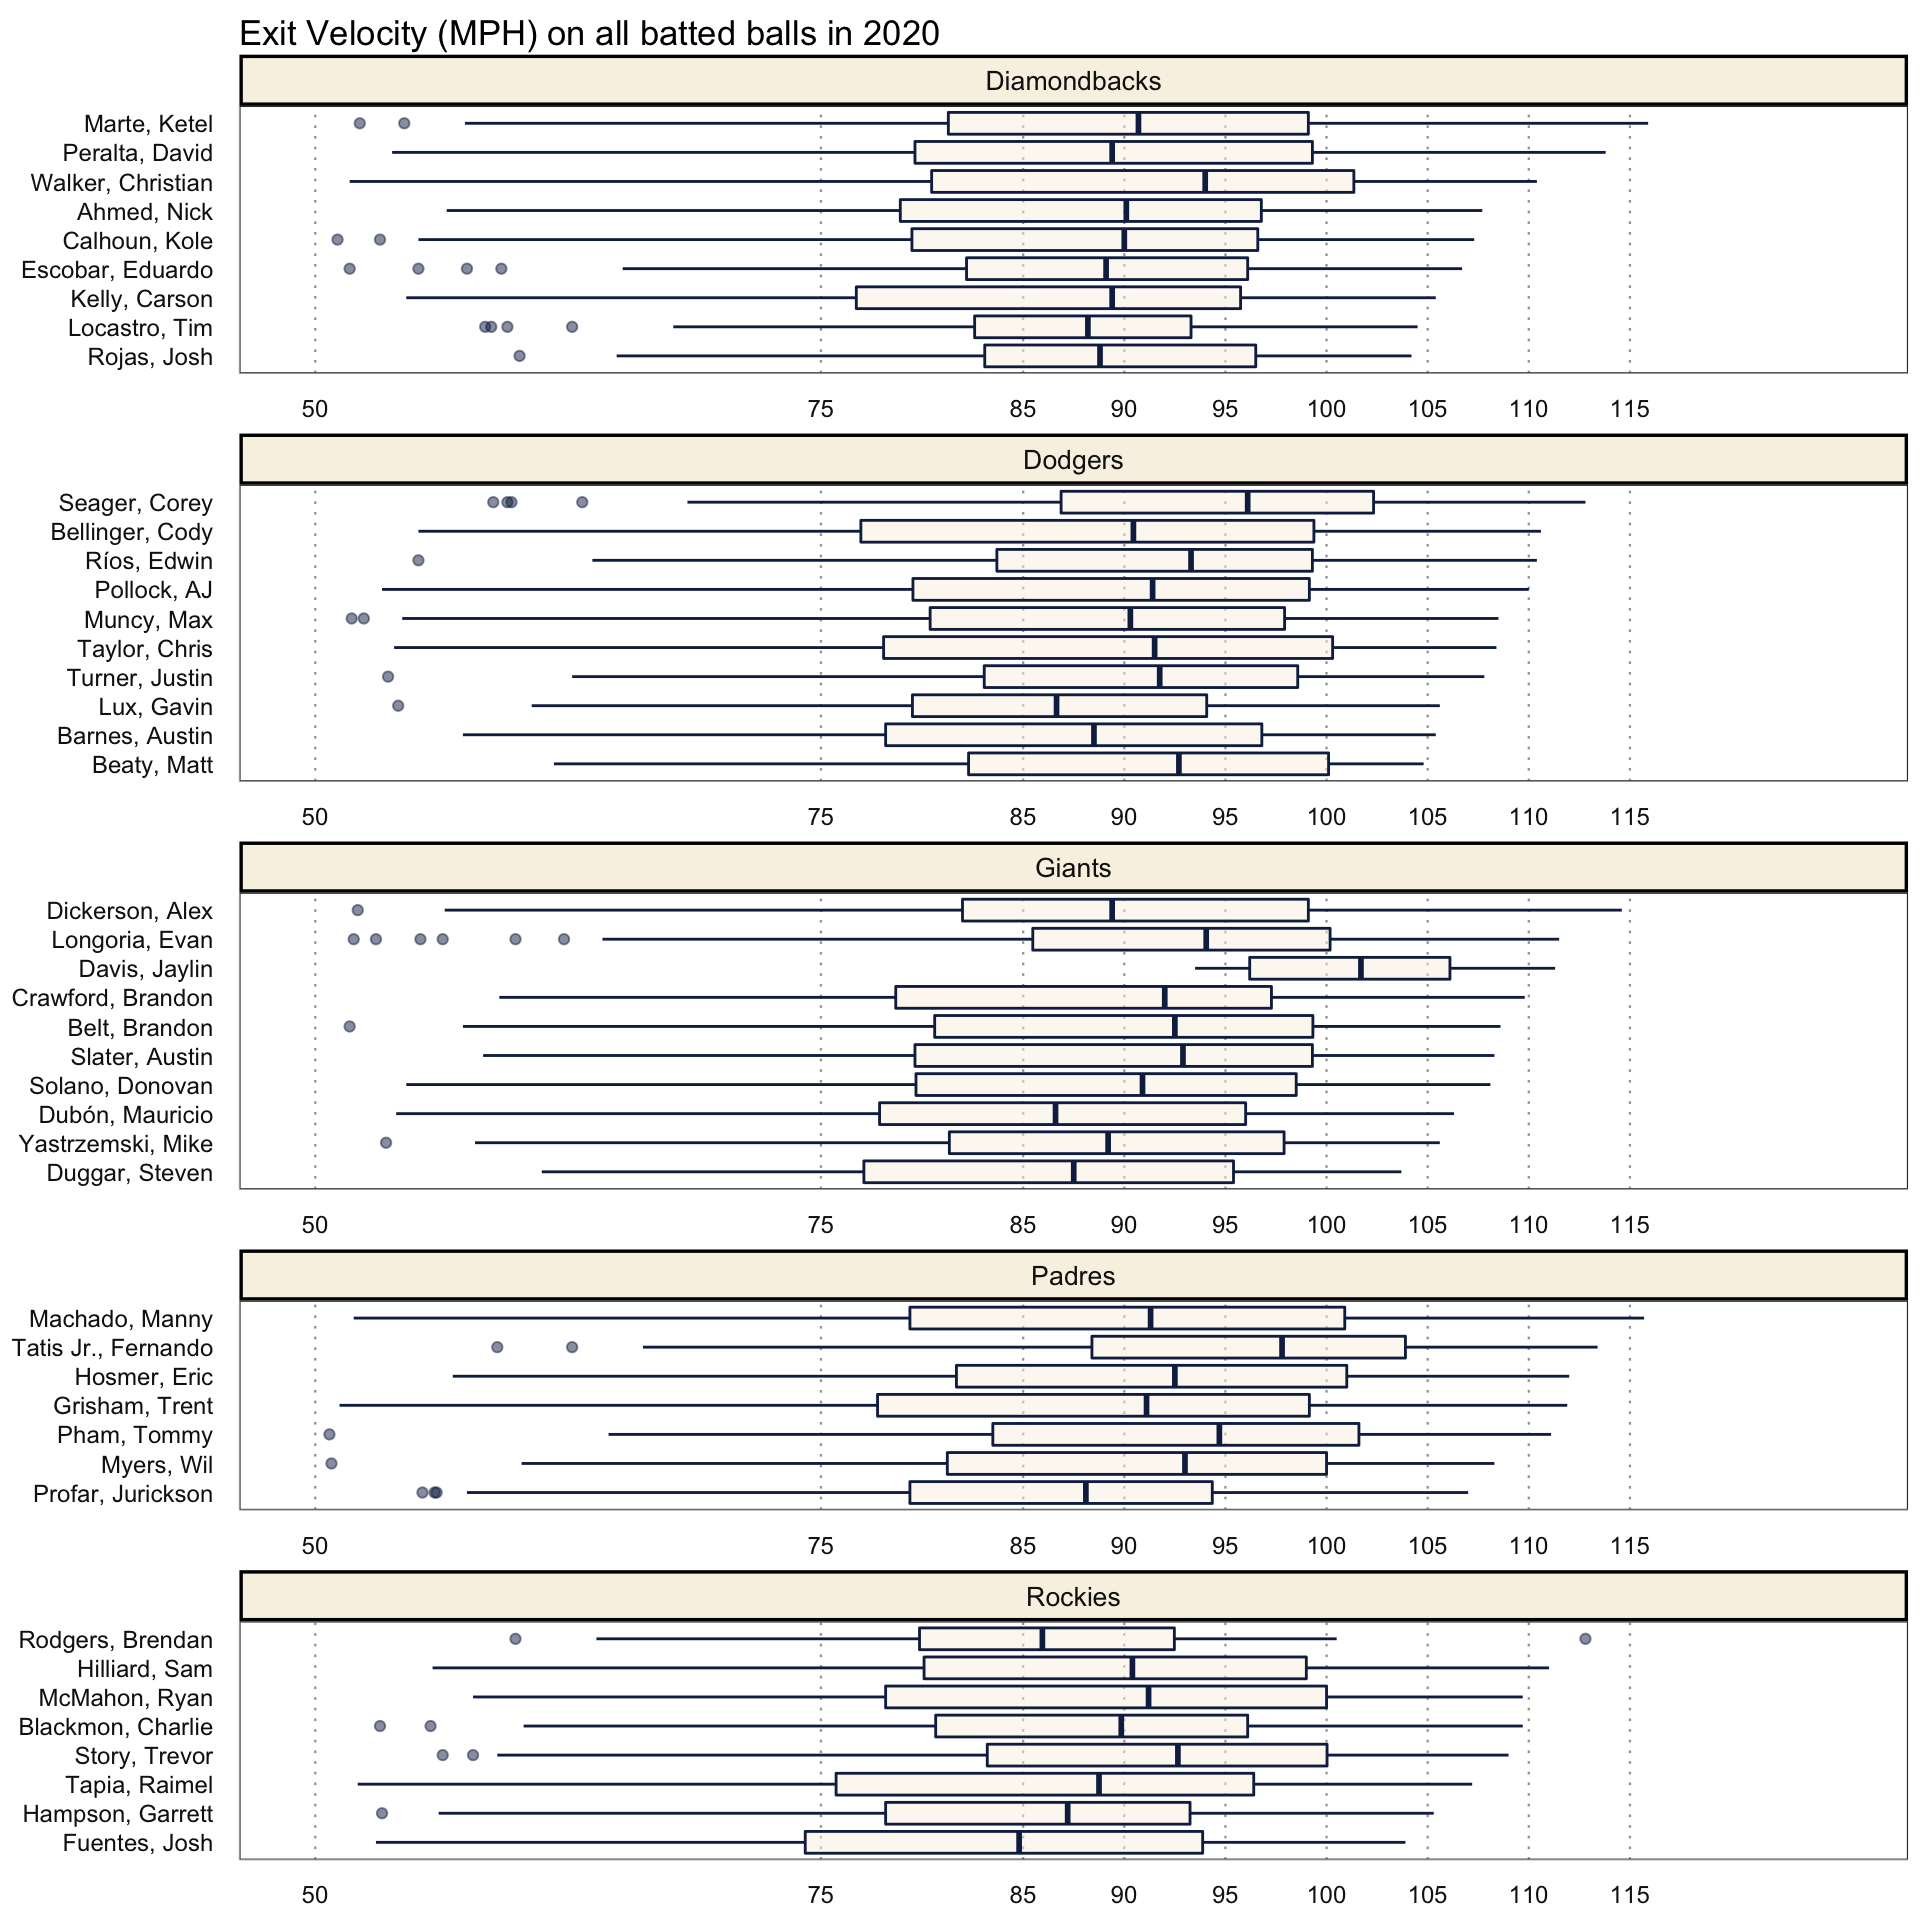 Exit Velocity (MPH) on all batted balls in 2020
Diamondbacks
Marte, Ketel
Peralta, David
Walker, Christian
Ahmed, Nick
Calhoun, Kole
Escobar, Eduardo
Kelly, Carson
Locastro, Tim
Rojas, Josh
50 75 85 90 95 100 105 110 115
Dodgers
Seager, Corey
Bellinger, Cody
Ríos, Edwin
Pollock, AJ
Muncy, Max
Taylor, Chris
Turner, Justin
Lux, Gavin
Barnes, Austin
Beaty, Matt
50 75 85 90 95 100 105 110 115
Giants
Dickerson, Alex
Longoria, Evan
Davis, Jaylin
Crawford, Brandon
Belt, Brandon
Slater, Austin
Solano, Donovan
Dubón, Mauricio
Yastrzemski, Mike
Duggar, Steven
50 75 85 90 95 100 105 110 115
Padres
Machado, Manny
Tatis Jr., Fernando
Hosmer, Eric
Grisham, Trent
Pham, Tommy
Myers, Wil
Profar, Jurickson
50 75 85 90 95 100 105 110 115
Rockies
Rodgers, Brendan
Hilliard, Sam
McMahon, Ryan
Blackmon, Charlie
Story, Trevor
Tapia, Raimel
Hampson, Garrett
Fuentes, Josh
50 75 85 90 95 100 105 110 115